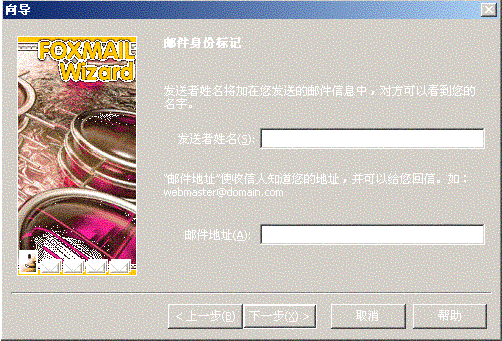 向导
FOXMAIL
Wizard
邮件身份标记
发送者姓名将加在您发送的邮件信息中，对方可以看到您的
名字。
发送者姓名(S):
"邮件地址"使收信人知道您的地址，并可以给您回信。如：
webmaster@domain.com
邮件地址(A):
< 上一步(B) 下一步(X) > 取消 帮助